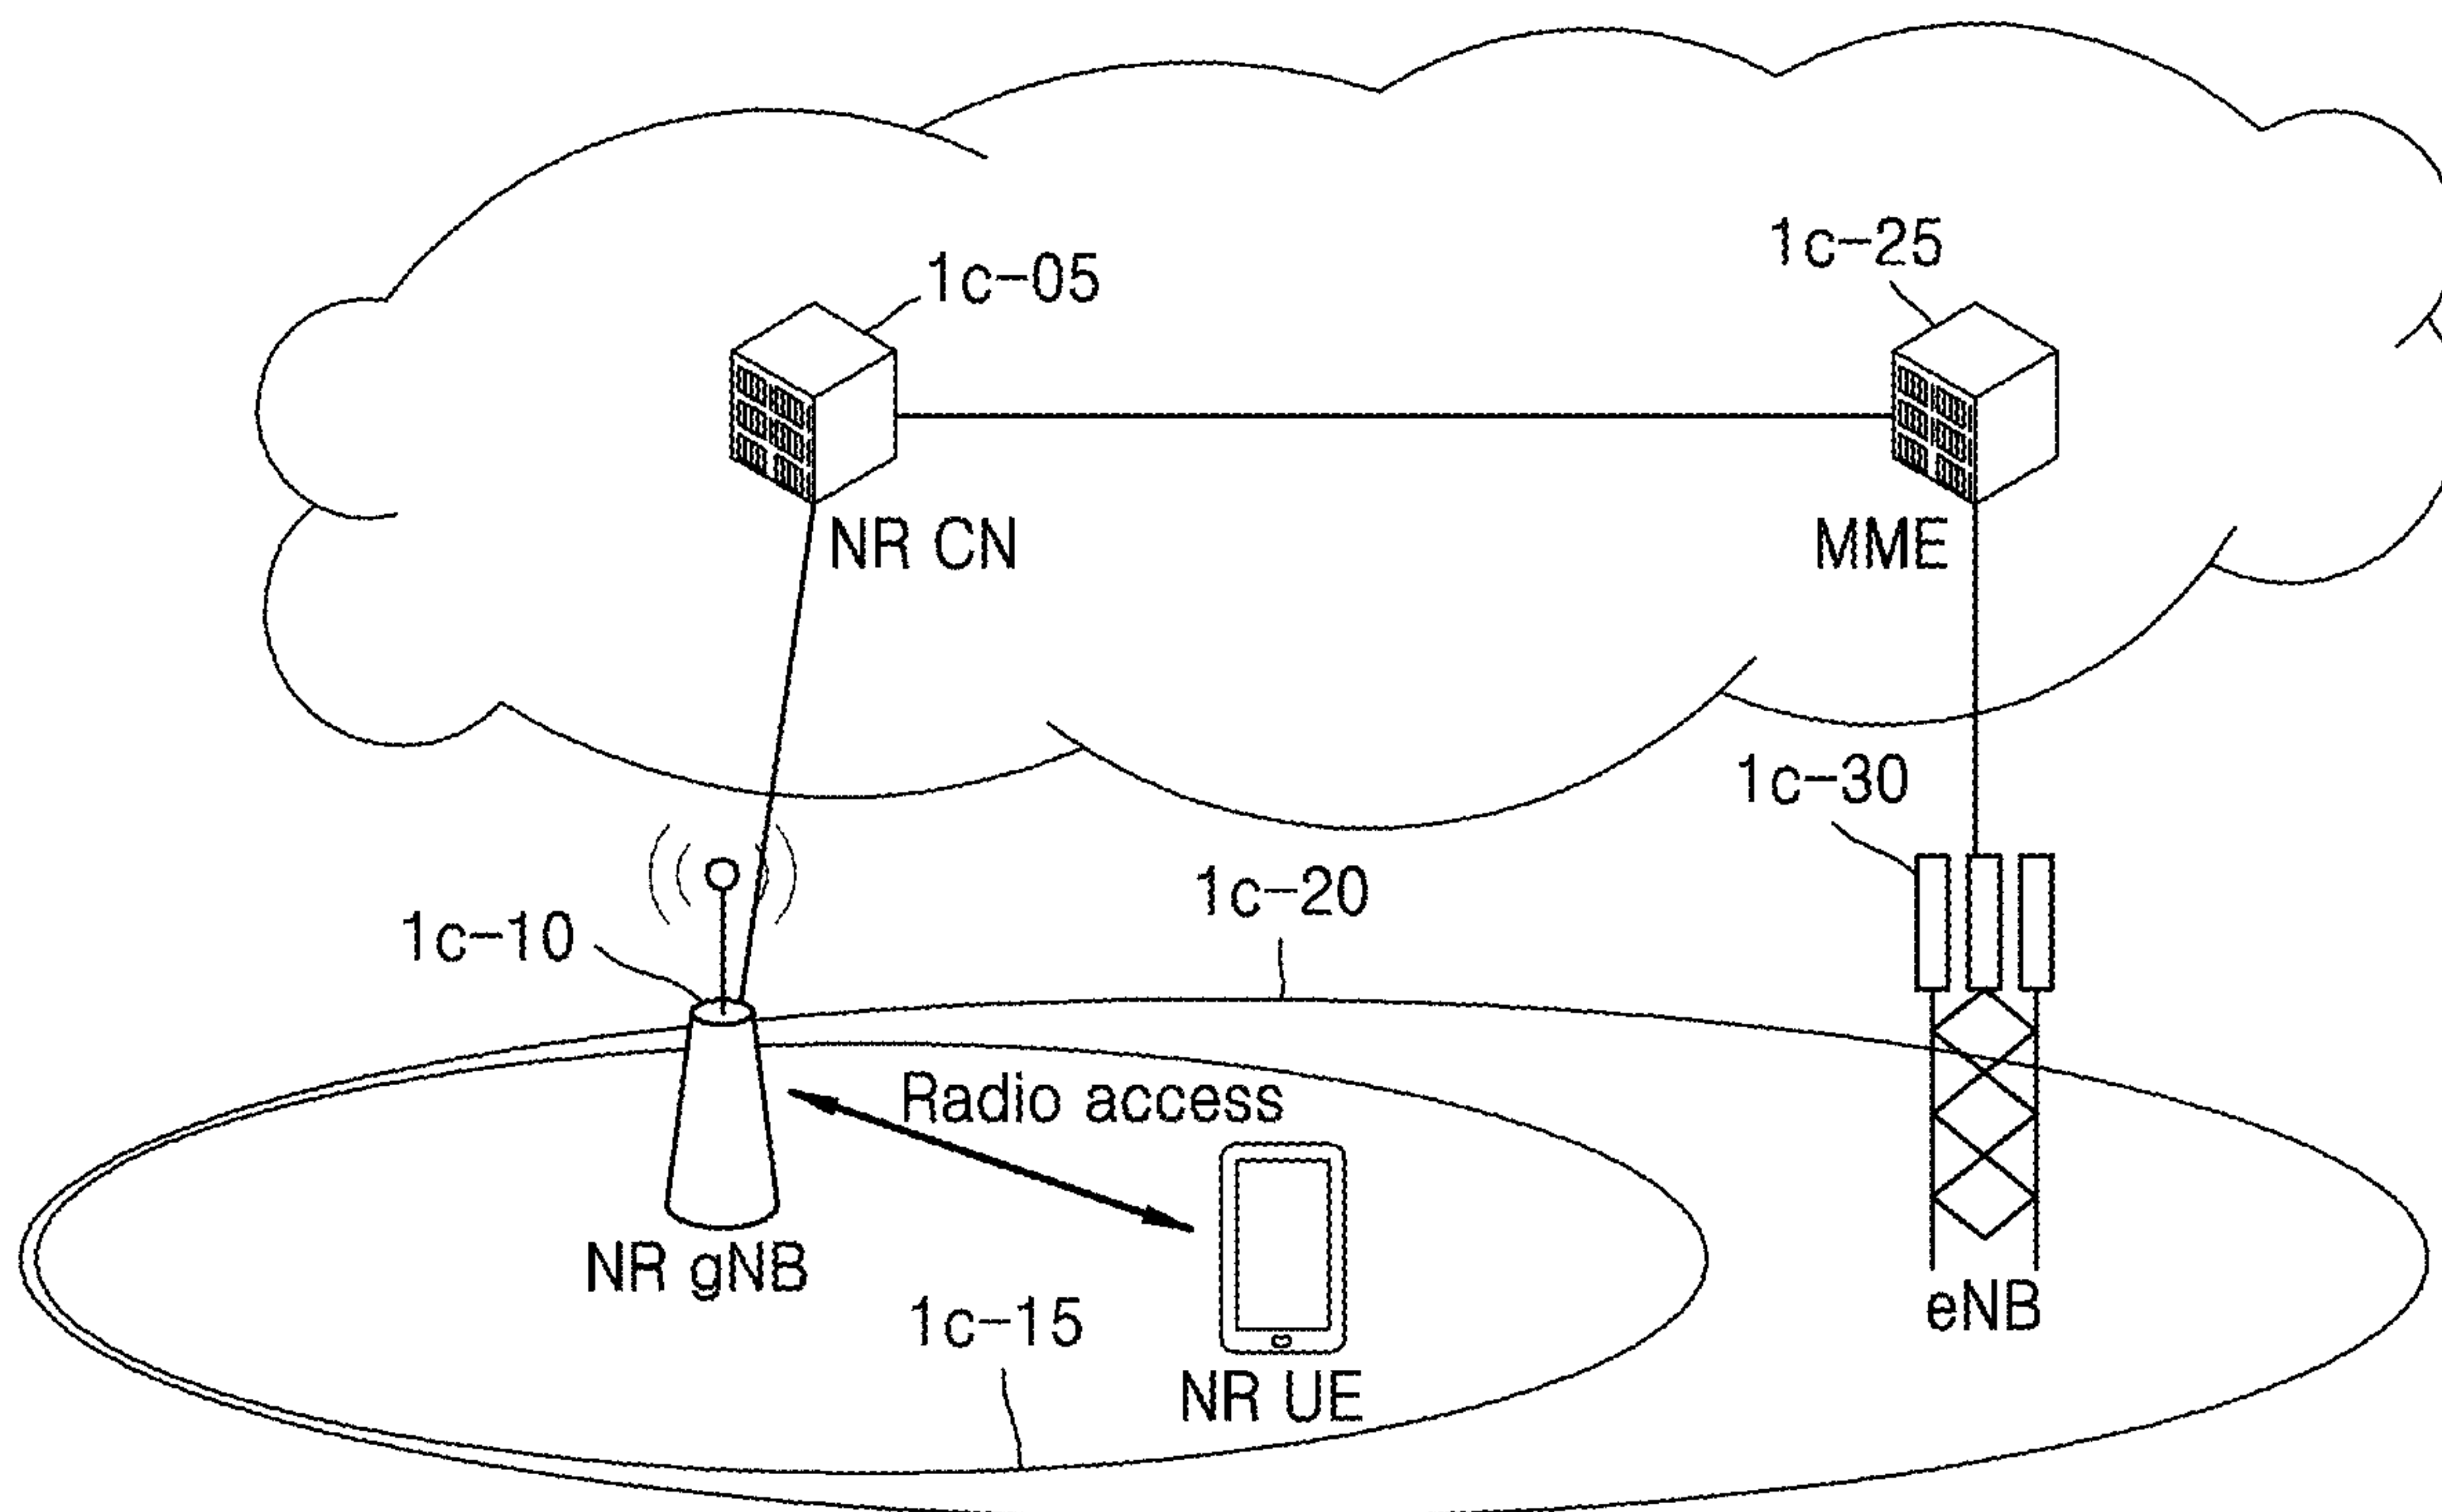 1c-25
1c-05
NR CN
MME
1c-30
1c-20
1c-10
Radio access
NR gNB
eNB
1c-15
NR UE